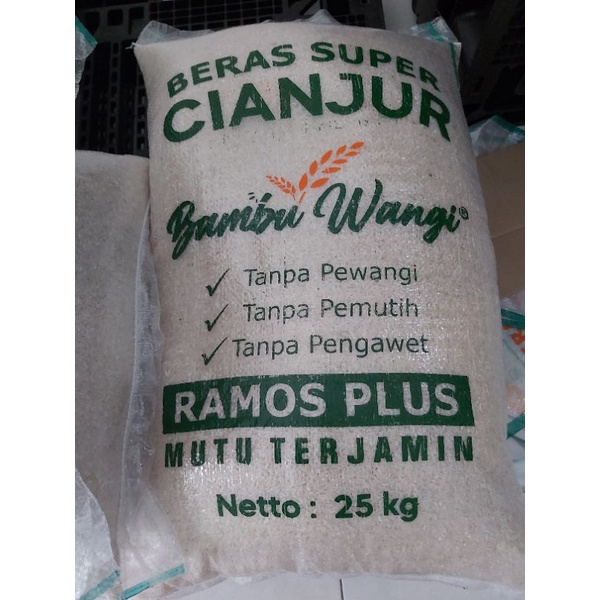 BERAS SUPER
CIANJUR
Bambu Wangi®
✓ Tanpa Pewangi
✓ Tanpa Pemutih
✓ Tanpa Pengawet
RAMOS PLUS
MUTU TERJAMIN
Netto : 25 kg